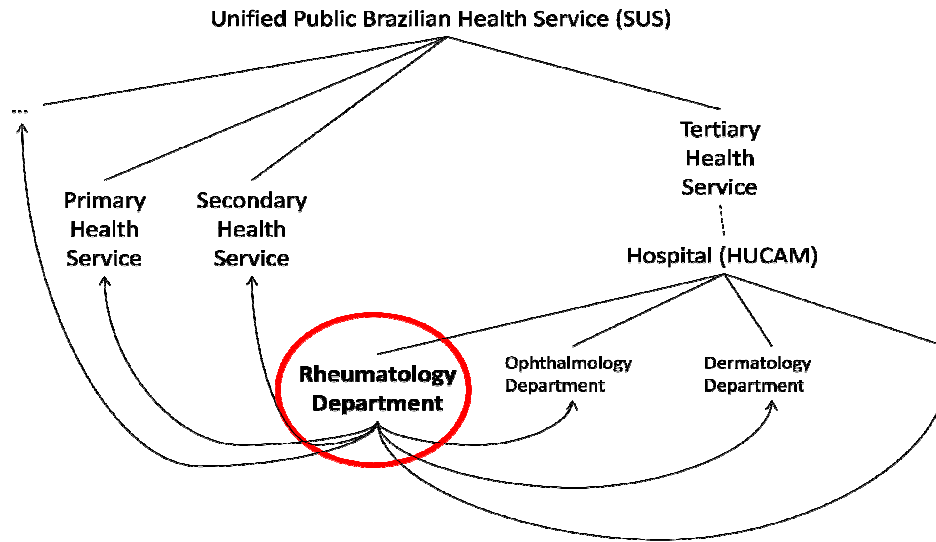 Unified Public Brazilian Health Service (SUS)
...
Tertiary
Health
Service
Primary
Health
Service
Secondary
Health
Service
Hospital (HUCAM)
Rheumatology
Department
Ophthalmology
Department
Dermatology
Department